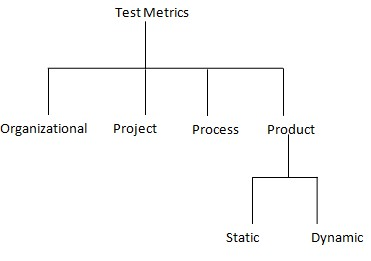 Test Metrics
Organizational Project Process Product
Static Dynamic